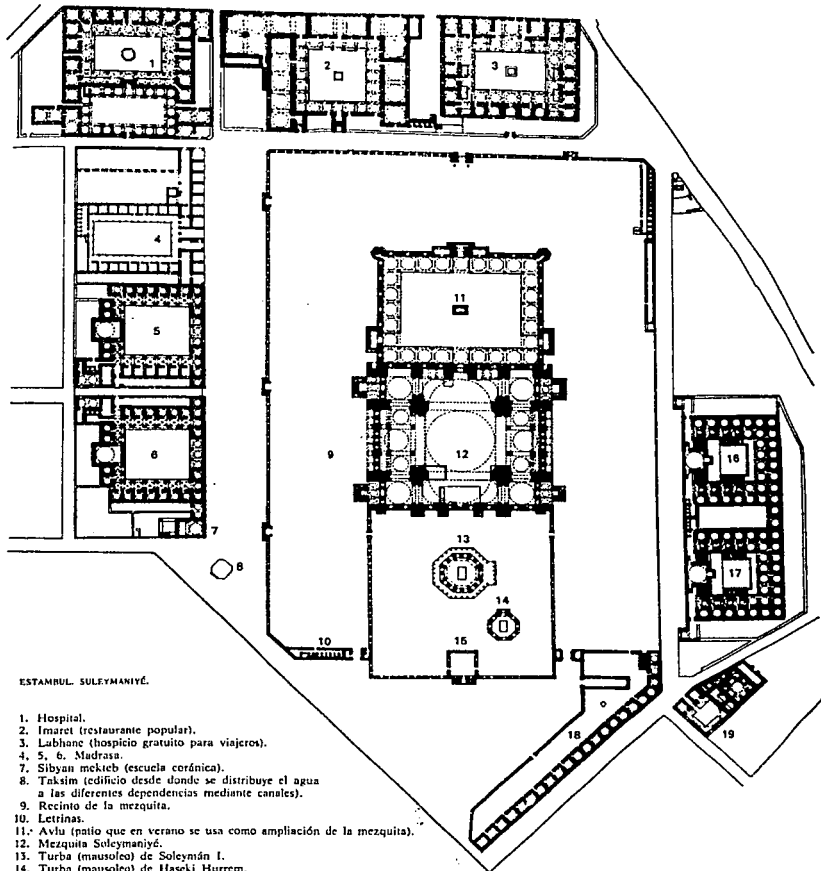 1
2
3
4
5
6
7
8
9
10
11
12
13
14
15
16
17
18
19
ESTAMBUL. SULEYMANIYÉ.
1. Hospital.
2. Imaret (restaurante popular).
3. Labhane (hospicio gratuito para viajeros).
4, 5, 6. Madrasa.
7. Sibyan mekteb (escuela coránica).
8. Taksim (edificio desde donde se distribuye el agua
a las diferentes dependencias mediante canales).
9. Recinto de la mezquita.
10. Letrinas.
11. Avlu (patio que en verano se usa como ampliación de la mezquita).
12. Mezquita Suleymaniyé.
13. Turba (mausoleo) de Soleymán I.
14. Turba (mausoleo) de Haseki Hurrem.